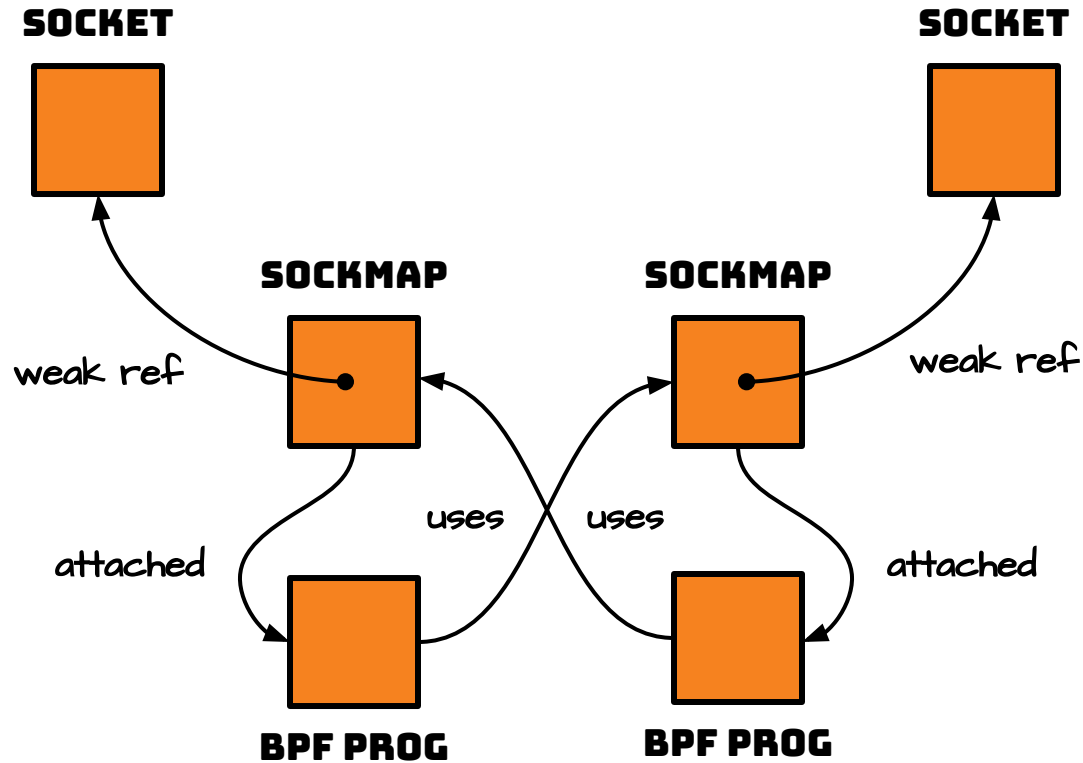 SOCKET
SOCKET
SOCKMAP
SOCKMAP
weak ref
weak ref
uses
uses
attached
attached
BPF PROG
BPF PROG